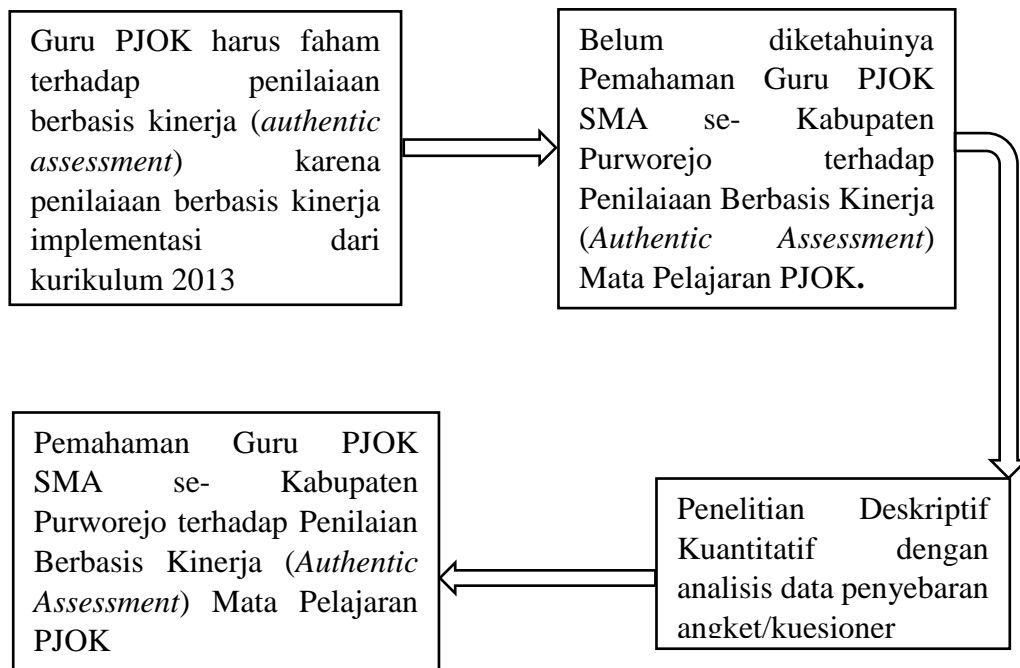 Guru PJOK harus faham
terhadap penilaiaan
berbasis kinerja (authentic
assessment) karena
penilaiaan berbasis kinerja
implementasi dari
kurikulum 2013
Belum diketahuinya
Pemahaman Guru PJOK
SMA se- Kabupaten
Purworejo terhadap
Penilaiaan Berbasis Kinerja
(Authentic Assessment)
Mata Pelajaran PJOK.
Penelitian Deskriptif
Kuantitatif dengan
analisis data penyebaran
angket/kuesioner
Pemahaman Guru PJOK
SMA se- Kabupaten
Purworejo terhadap Penilaian
Berbasis Kinerja (Authentic
Assessment) Mata Pelajaran
PJOK